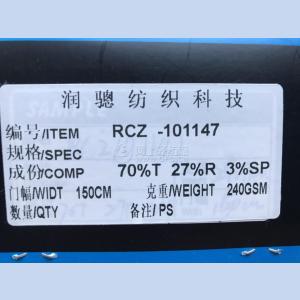 润骢纺织科技
编号/ITEM RCZ -101147
规格/SPEC
成份/COMP 70%T 27%R 3%SP
门幅/WIDT 150CM 克重/WEIGHT 240GSM
数量/QTY 备注/PS